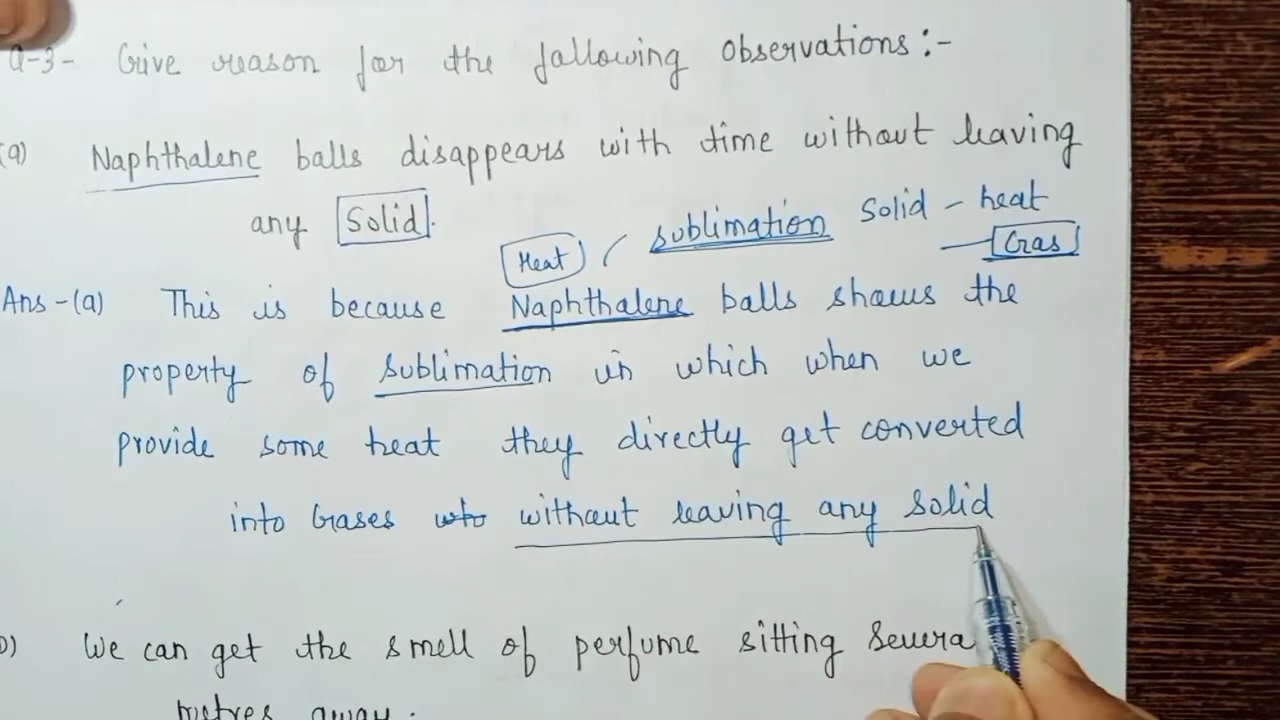 Q-3- Give reason for the following observations:-
(a) Naphthalene balls disappears with time without leaving
any Solid.
sublimation Solid - heat
Heat
Gas
Ans-(a) This is because Naphthalene balls shows the
property of sublimation in which when we
provide some heat they directly get converted
into Gases without leaving any solid
We can get the smell of perfume sitting Severa
metres away.